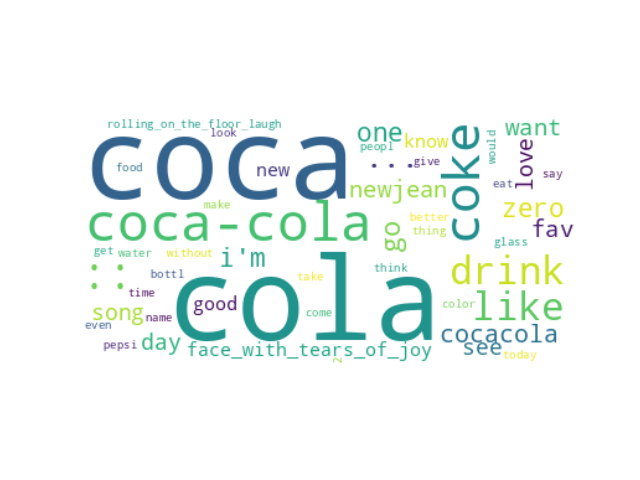 rolling_on_the_floor_laugh
look
coca
food
new
one
peopl
know
...
give
newjean
coke
would
want
love
say
eat
make
coca-cola
go
better
thing
zero
fav
glass
get
water
without
i'm
: :
bottl
take
think
drink
time
cola
good
come
color
like
song
name
even
pepsi
day
face_with_tears_of_joy
2
cocacola
see
today